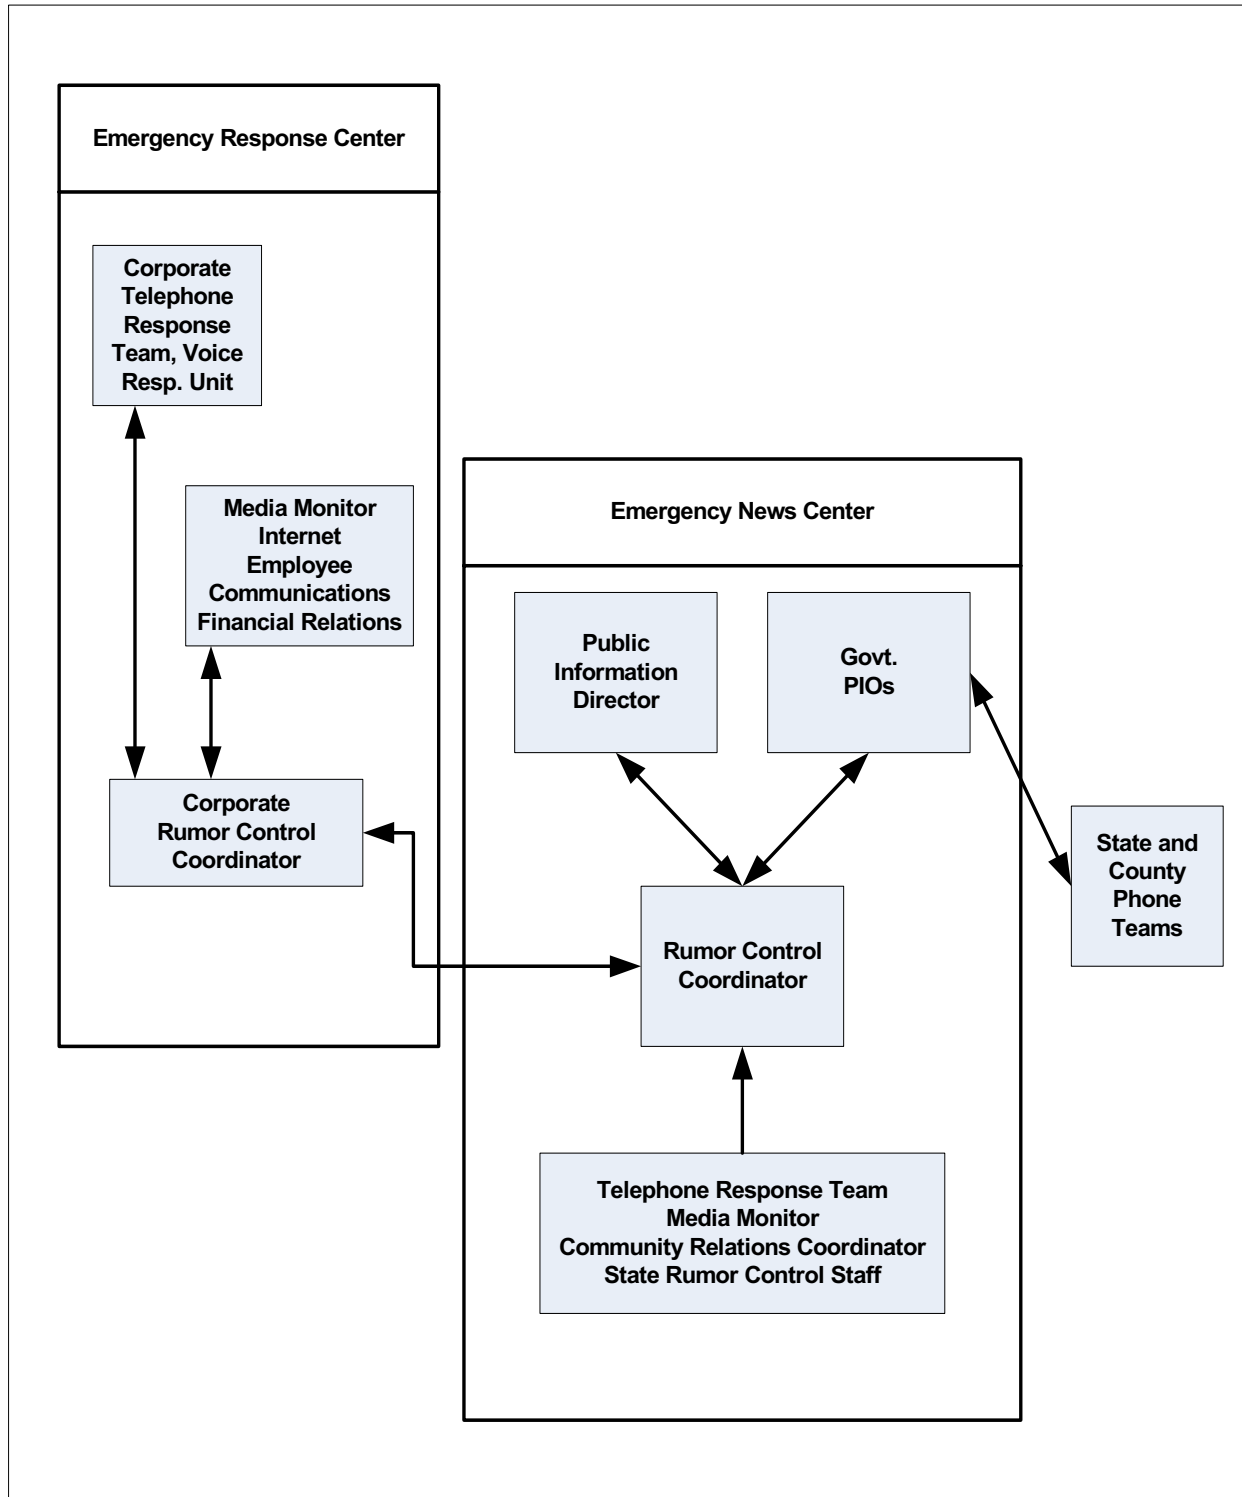 Emergency Response Center
Corporate
Telephone
Response
Team, Voice
Resp. Unit
Media Monitor
Internet
Employee
Communications
Financial Relations
Corporate
Rumor Control
Coordinator
Emergency News Center
Public
Information
Director
Govt.
PIOs
State and
County
Phone
Teams
Rumor Control
Coordinator
Telephone Response Team
Media Monitor
Community Relations Coordinator
State Rumor Control Staff